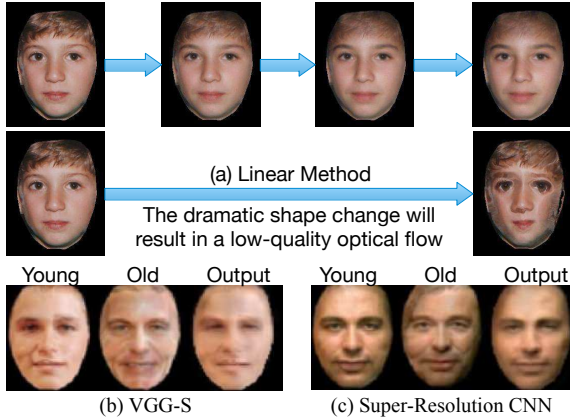 (a) Linear Method
The dramatic shape change will
result in a low-quality optical flow
Young Old Output Young Old Output
(b) VGG-S (c) Super-Resolution CNN